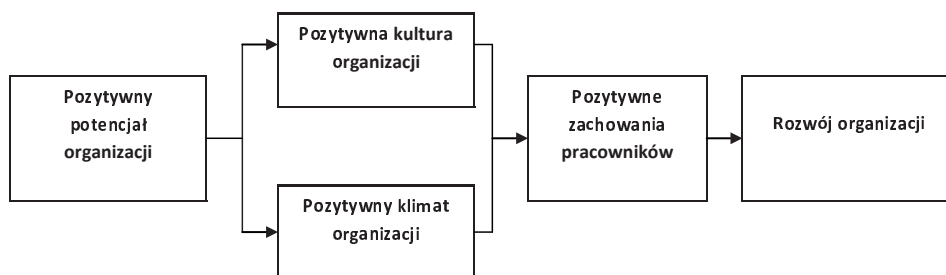 Pozytywny
potencjał
organizacji
Pozytywna kultura
organizacji
Pozytywny klimat
organizacji
Pozytywne
zachowania
pracowników
Rozwój organizacji